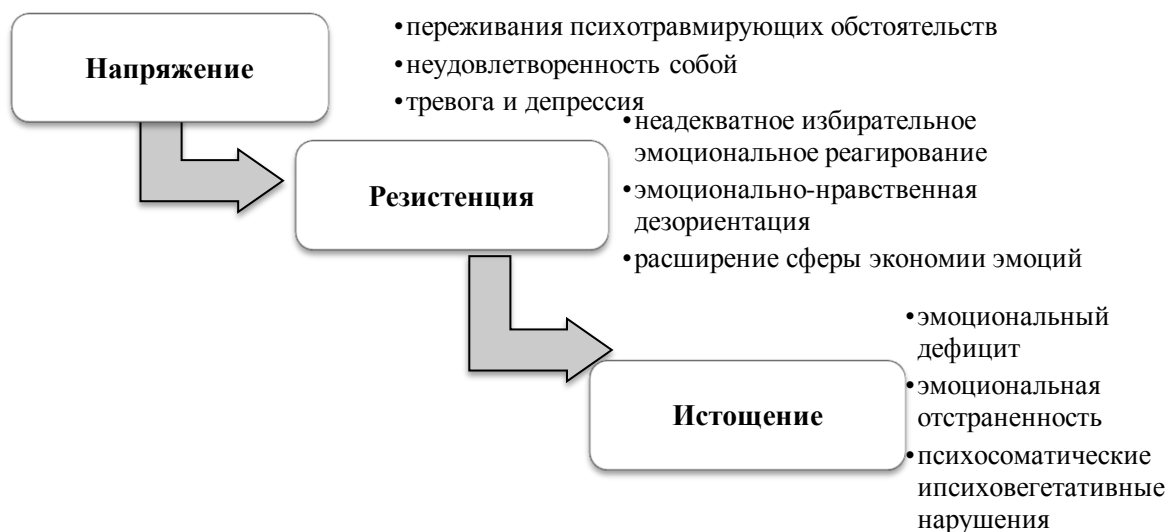 Напряжение
•переживания психотравмирующих обстоятельств
•неудовлетворенность собой
•тревога и депрессия
Резистенция
•неадекватное избирательное
эмоциональное реагирование
•эмоционально-нравственная
дезориентация
•расширение сферы экономии эмоций
Истощение
•эмоциональный
дефицит
•эмоциональная
отстраненность
•психосоматические
ипсиховегетативные
нарушения